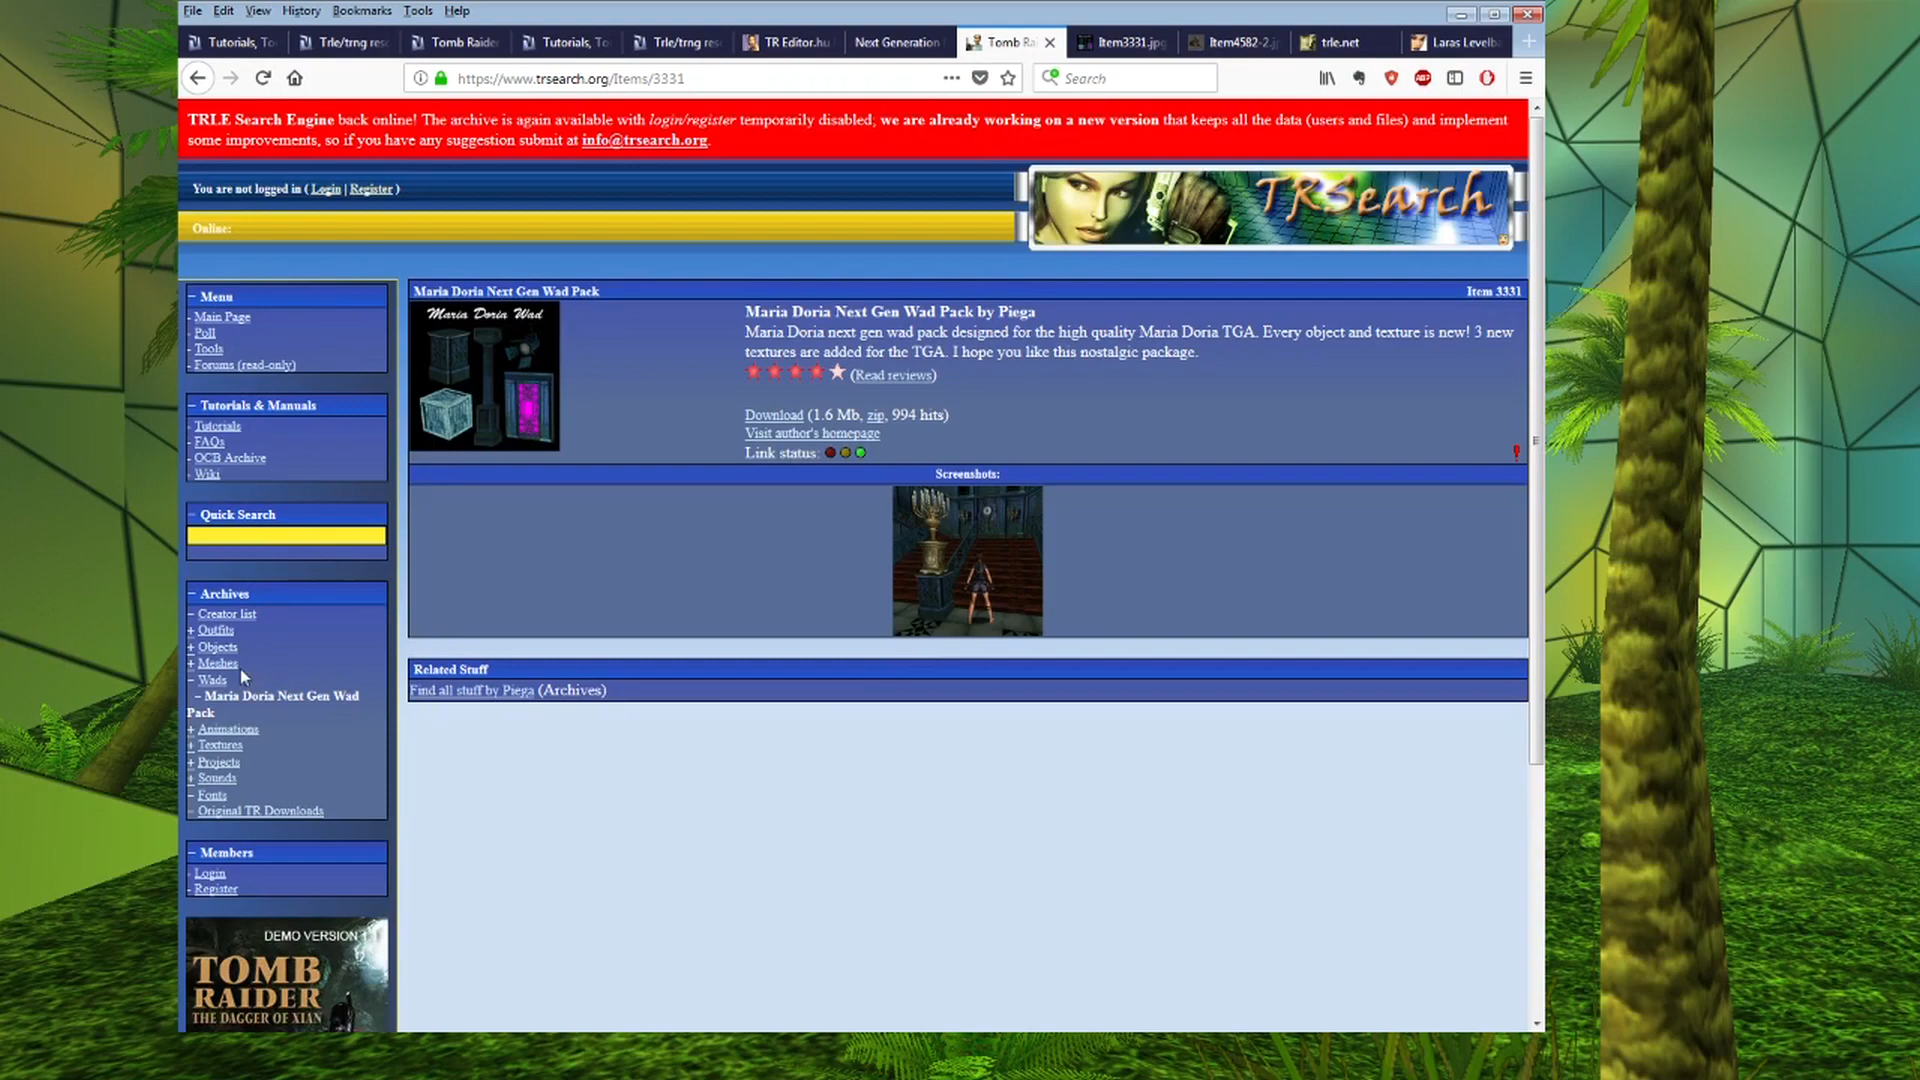 File Edit View History Bookmarks Tools Help
Tutorials, To Trle/trng res Tomb Raider Tutorials, To Trle/trng res TR Editor.hu Next Generation Tomb Rai Item3331.jpg Item4582-2.j trle.net Laras Levelba
https://www.trsearch.org/Items/3331
Search
TRLE Search Engine back online! The archive is again available with login/register temporarily disabled; we are already working on a new version that keeps all the data (users and files) and implement
some improvements, so if you have any suggestion submit at info@trsearch.org.
You are not logged in ( Login | Register )
TRSearch
Online:
− Menu
- Main Page
- Poll
- Tools
- Forums (read-only)
− Tutorials & Manuals
- Tutorials
- FAQs
- OCB Archive
- Wiki
− Quick Search
− Archives
− Creator list
+ Outfits
+ Objects
+ Meshes
− Wads
− Maria Doria Next Gen Wad
Pack
+ Animations
+ Textures
+ Projects
+ Sounds
− Fonts
− Original TR Downloads
− Members
- Login
- Register
DEMO VERSION 1
TOMB
RAIDER
THE DAGGER OF XIAN
Maria Doria Next Gen Wad Pack Item 3331
Maria Doria Wad
Maria Doria Next Gen Wad Pack by Piega
Maria Doria next gen wad pack designed for the high quality Maria Doria TGA. Every object and texture is new! 3 new
textures are added for the TGA. I hope you like this nostalgic package.
(Read reviews)
Download (1.6 Mb, zip, 994 hits)
Visit author's homepage
Link status:
Screenshots:
Related Stuff
Find all stuff by Piega (Archives)